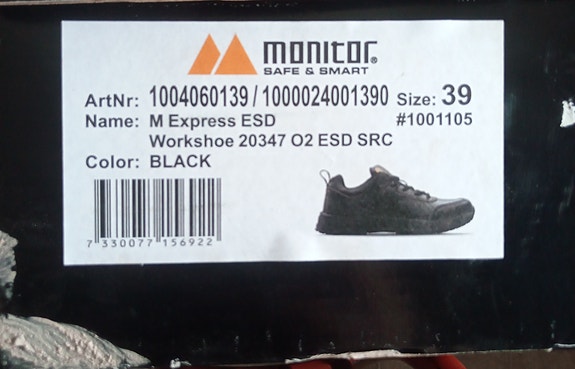 monitor®
SAFE & SMART
ArtNr: 1004060139 / 1000024001390 Size: 39
Name: M Express ESD #1001105
Workshoe 20347 O2 ESD SRC
Color: BLACK
7 330077 156922